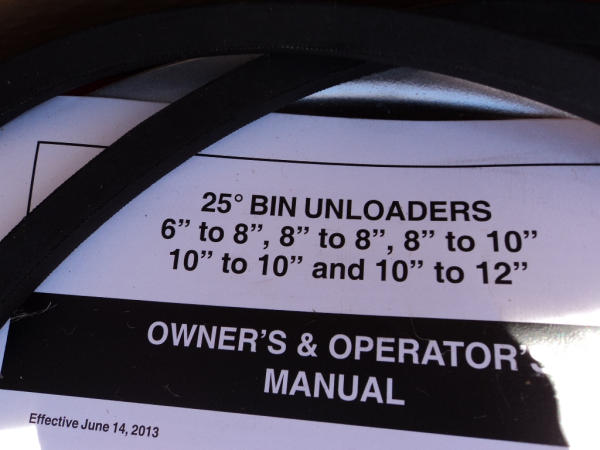 25° BIN UNLOADERS
6” to 8”, 8” to 8”, 8” to 10”
10” to 10” and 10” to 12”
OWNER’S & OPERATOR’S
MANUAL
Effective June 14, 2013